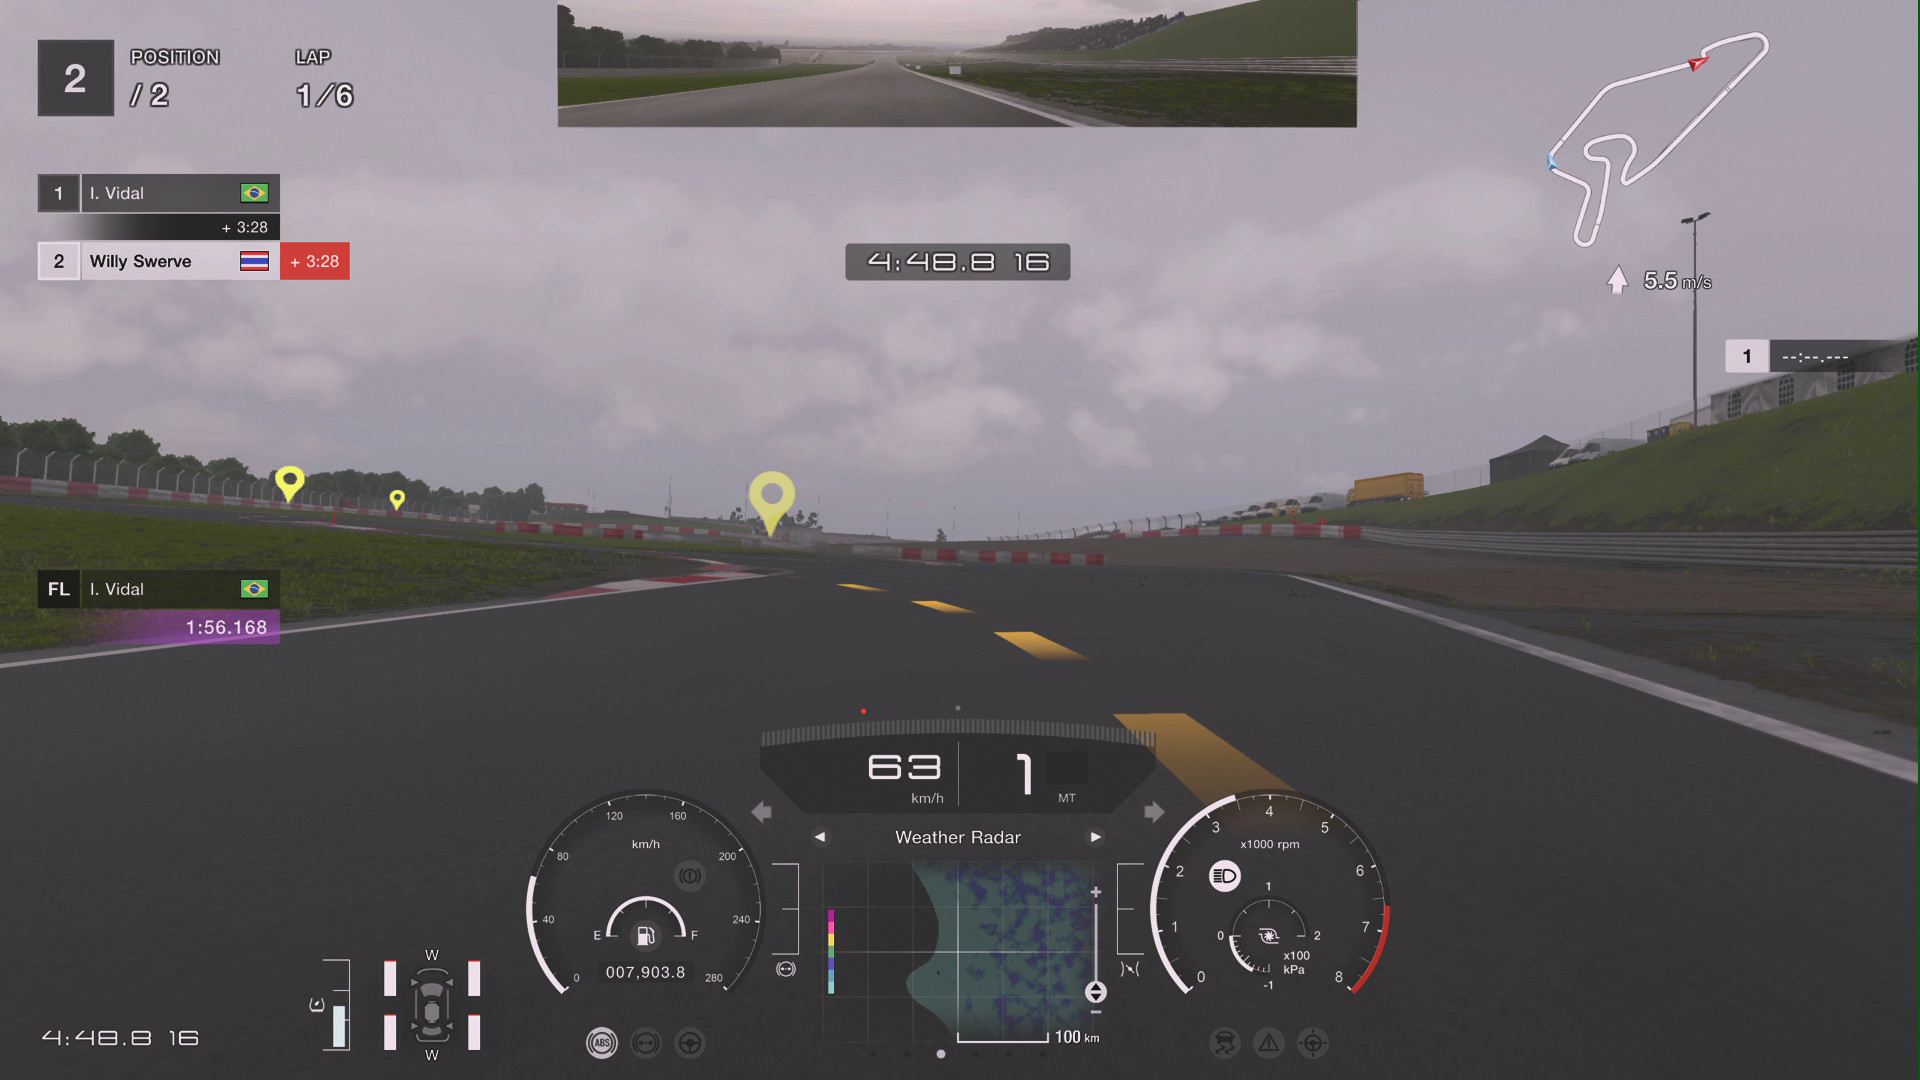 2
POSITION
/ 2
LAP
1/6
1 I. Vidal
+ 3:28
2 Willy Swerve + 3:28
4:48.8 16
5.5 m/s
1 --:--.---
FL I. Vidal
1:56.168
63
km/h
1
MT
Weather Radar
km/h
0 40 80 120 160 200 240 280
E F
007,903.8
+
−
100 km
x1000 rpm
0 1 2 3 4 5 6 7 8
-1 0 1 2
x100
kPa
ABS
W
W
4:48.8 16